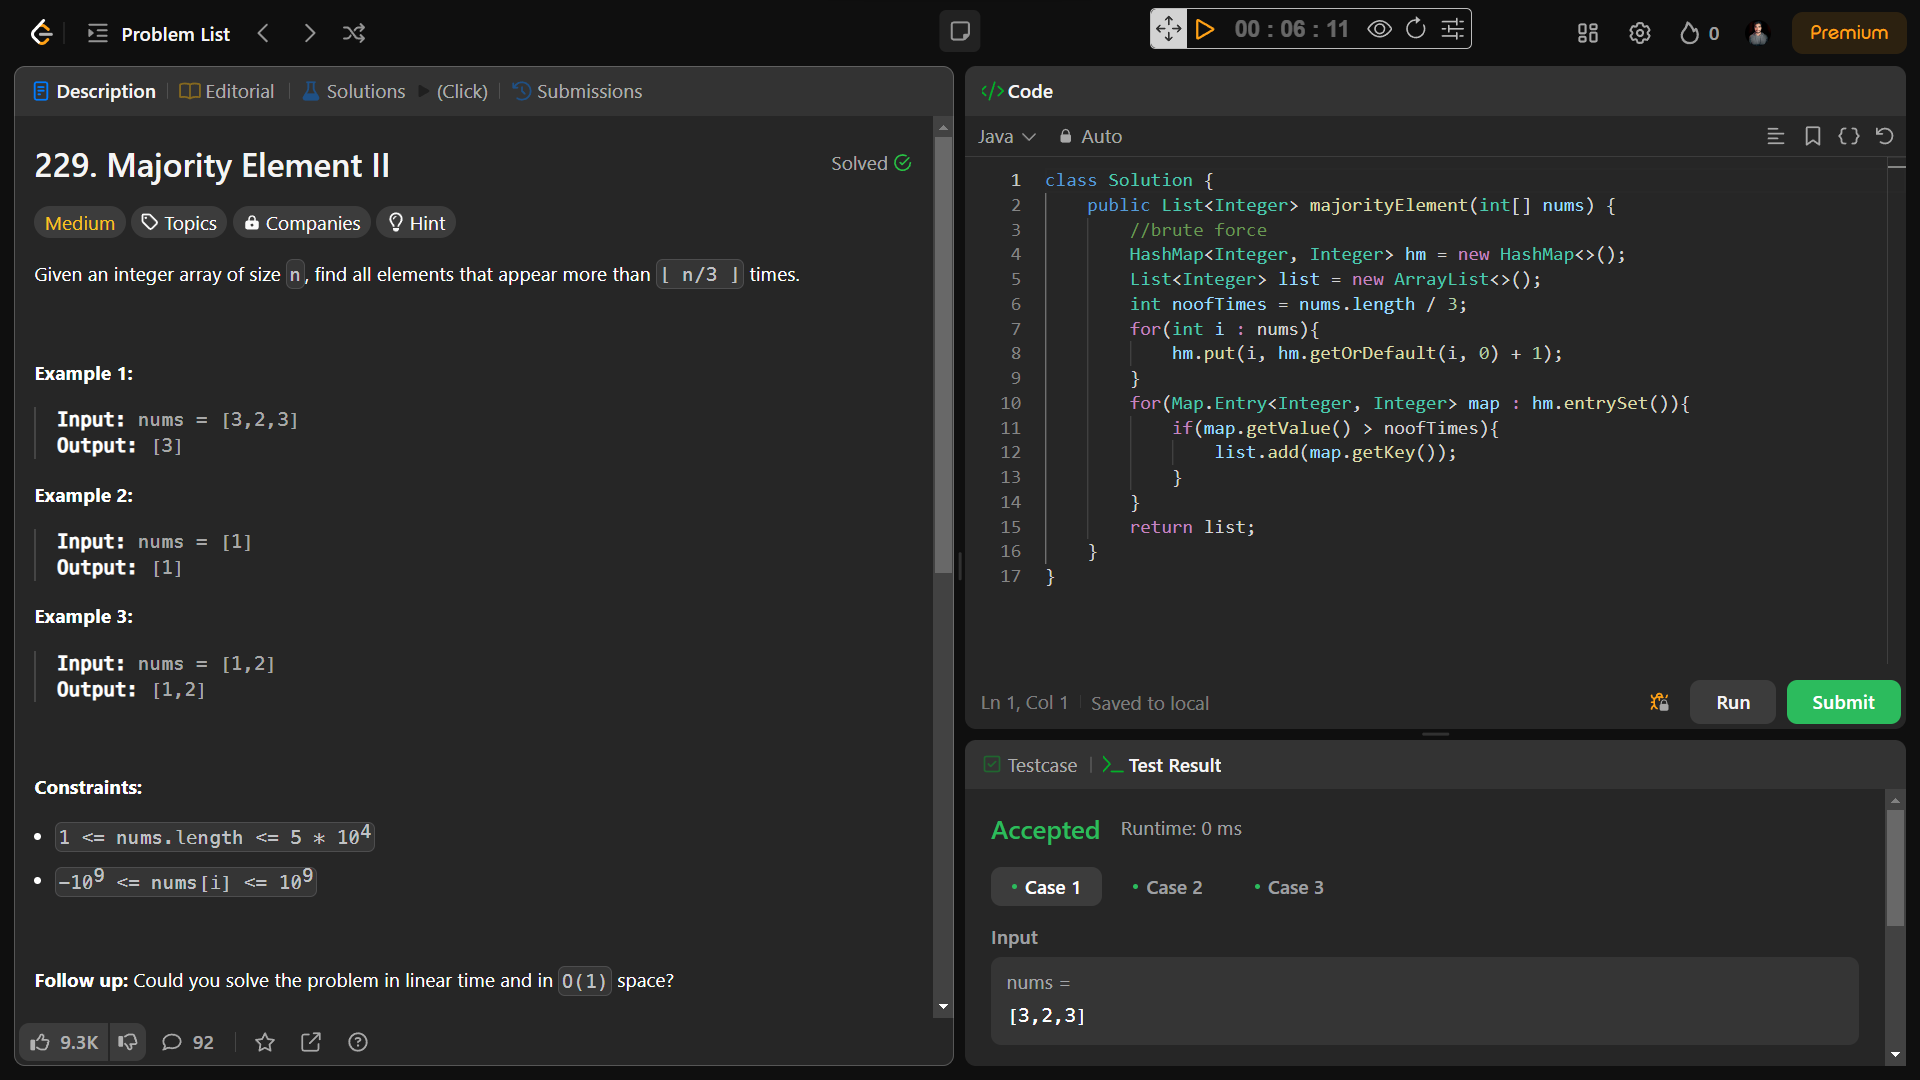 Problem List
00 : 06 : 11
0
Premium
Description
Editorial
Solutions
(Click)
Submissions
229. Majority Element II
Solved
Medium
Topics
Companies
Hint
Given an integer array of size n, find all elements that appear more than ⌊ n/3 ⌋ times.
Example 1:
Input: nums = [3,2,3]
Output: [3]
Example 2:
Input: nums = [1]
Output: [1]
Example 3:
Input: nums = [1,2]
Output: [1,2]
Constraints:
• 1 <= nums.length <= 5 * 10⁴
• -10⁹ <= nums[i] <= 10⁹
Follow up: Could you solve the problem in linear time and in O(1) space?
9.3K
92
</> Code
Java
Auto
1 class Solution {
2 public List<Integer> majorityElement(int[] nums) {
3 //brute force
4 HashMap<Integer, Integer> hm = new HashMap<>();
5 List<Integer> list = new ArrayList<>();
6 int noofTimes = nums.length / 3;
7 for(int i : nums){
8 hm.put(i, hm.getOrDefault(i, 0) + 1);
9 }
10 for(Map.Entry<Integer, Integer> map : hm.entrySet()){
11 if(map.getValue() > noofTimes){
12 list.add(map.getKey());
13 }
14 }
15 return list;
16 }
17 }
Ln 1, Col 1
Saved to local
Run
Submit
Testcase
Test Result
Accepted
Runtime: 0 ms
• Case 1
• Case 2
• Case 3
Input
nums =
[3,2,3]